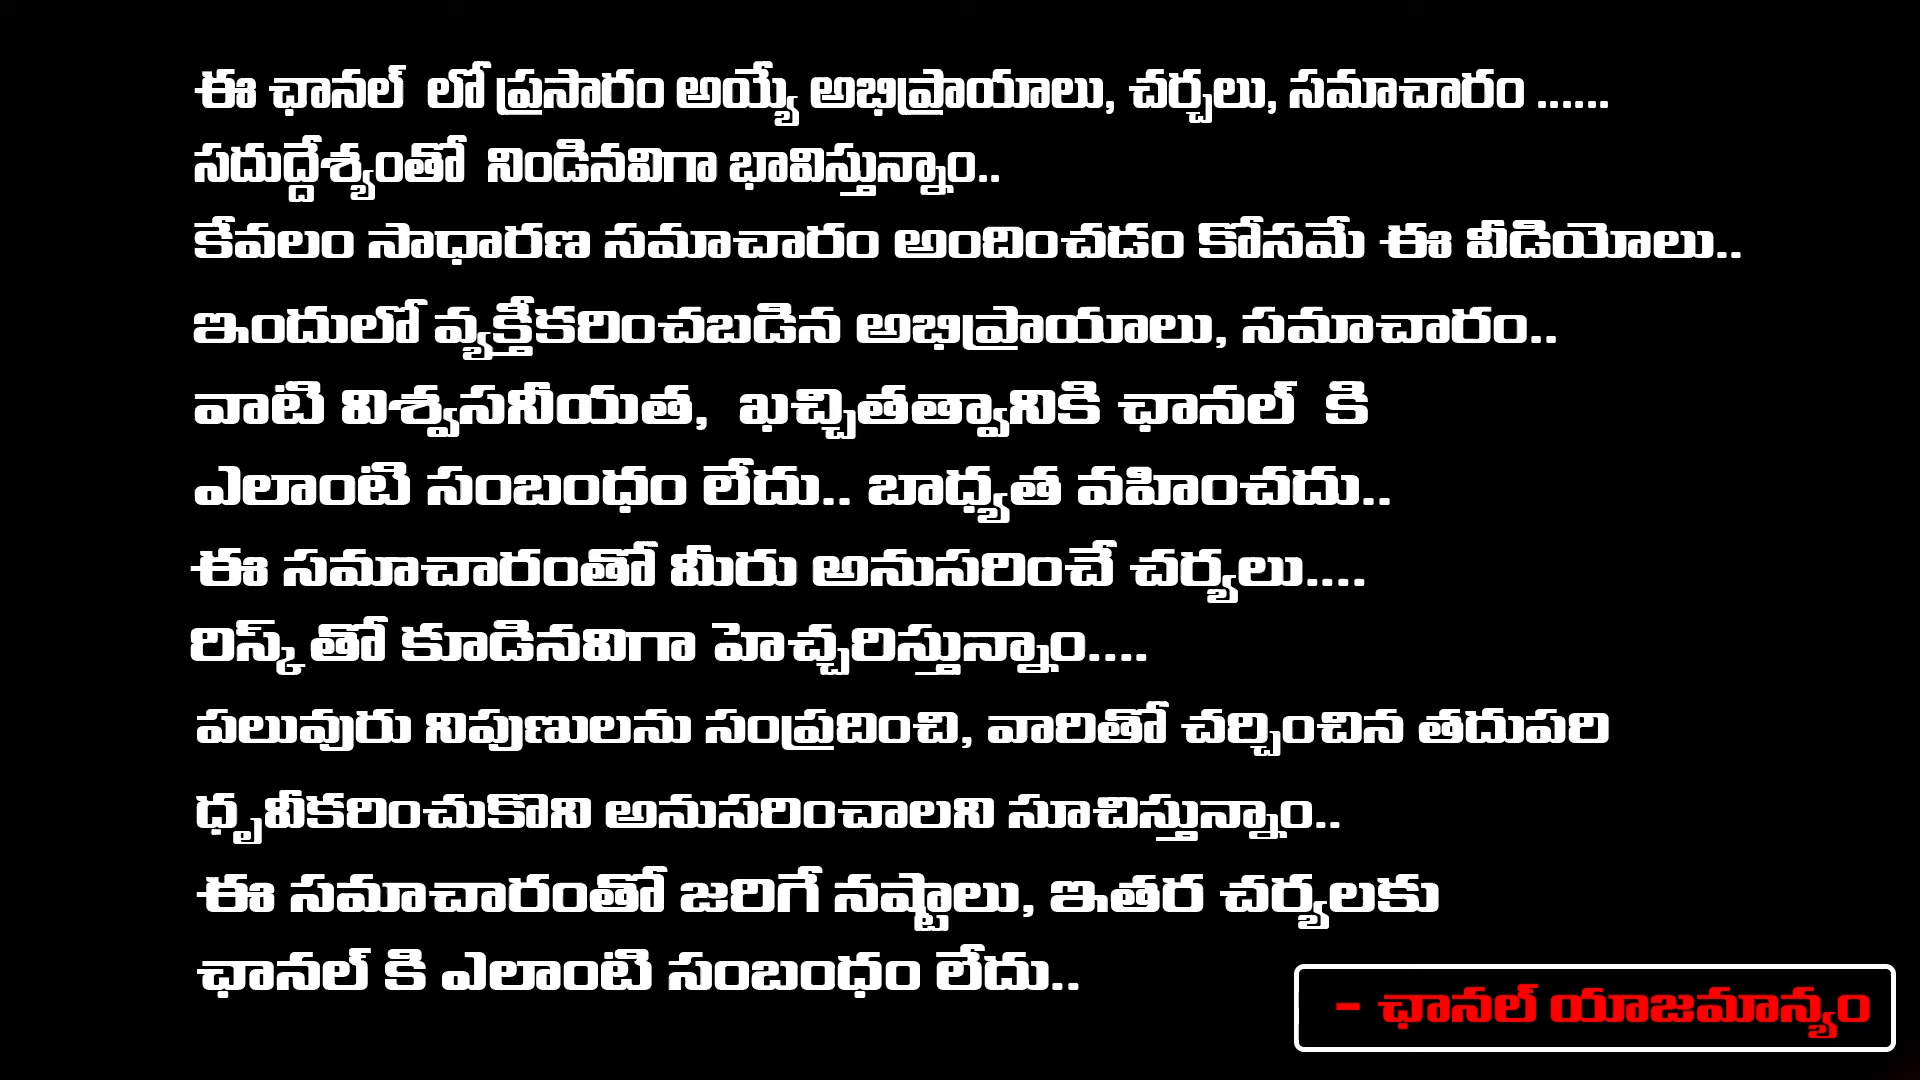 ఈ ఛానల్ లో ప్రసారం అయ్యే అభిప్రాయాలు, చర్చలు, సమాచారం ......
సదుద్దేశ్యంతో నిండినవిగా భావిస్తున్నాం..
కేవలం సాధారణ సమాచారం అందించడం కోసమే ఈ వీడియోలు..
ఇందులో వ్యక్తీకరించబడిన అభిప్రాయాలు, సమాచారం..
వాటి విశ్వసనీయత, ఖచ్చితత్వానికి ఛానల్ కి
ఎలాంటి సంబంధం లేదు.. బాధ్యత వహించదు..
ఈ సమాచారంతో మీరు అనుసరించే చర్యలు....
రిస్క్ తో కూడినవిగా హెచ్చరిస్తున్నాం....
పలువురు నిపుణులను సంప్రదించి, వారితో చర్చించిన తదుపరి
ధృవీకరించుకొని అనుసరించాలని సూచిస్తున్నాం..
ఈ సమాచారంతో జరిగే నష్టాలు, ఇతర చర్యలకు
ఛానల్ కి ఎలాంటి సంబంధం లేదు..
- ఛానల్ యాజమాన్యం